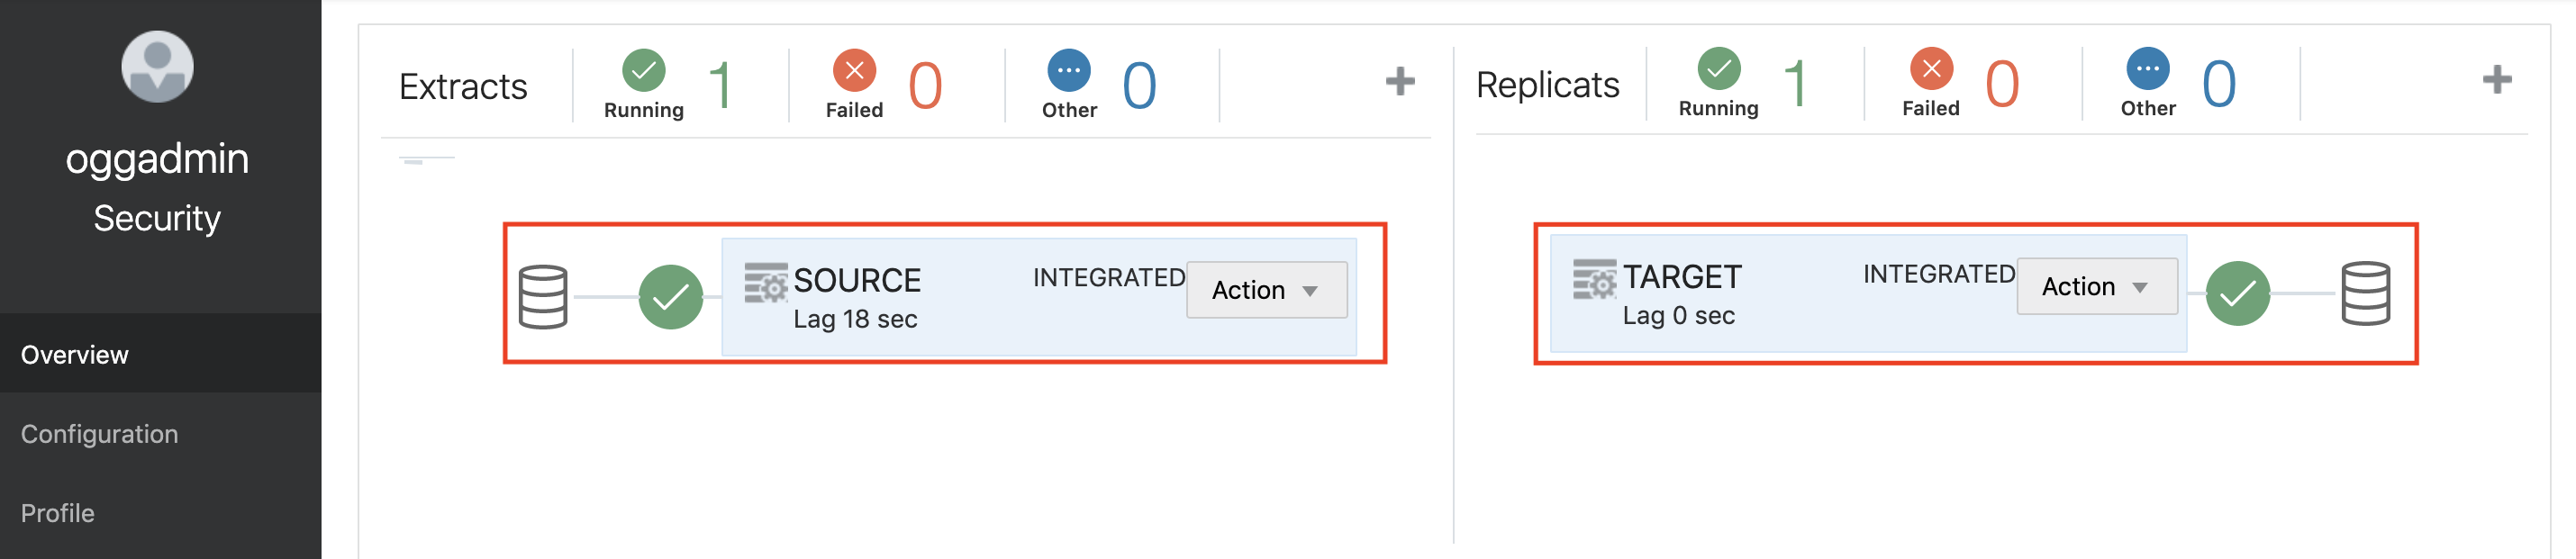 oggadmin
Security
Overview
Configuration
Profile
Extracts
Running 1
Failed 0
Other 0
SOURCE
INTEGRATED
Action
Lag 18 sec
Replicats
Running 1
Failed 0
Other 0
TARGET
INTEGRATED
Action
Lag 0 sec